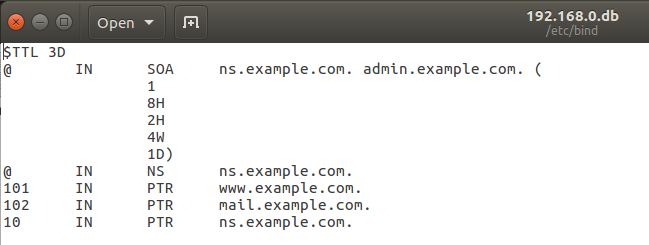 Open
192.168.0.db
/etc/bind
$TTL 3D
@ IN SOA ns.example.com. admin.example.com. (
1
8H
2H
4W
1D)
@ IN NS ns.example.com.
101 IN PTR www.example.com.
102 IN PTR mail.example.com.
10 IN PTR ns.example.com.